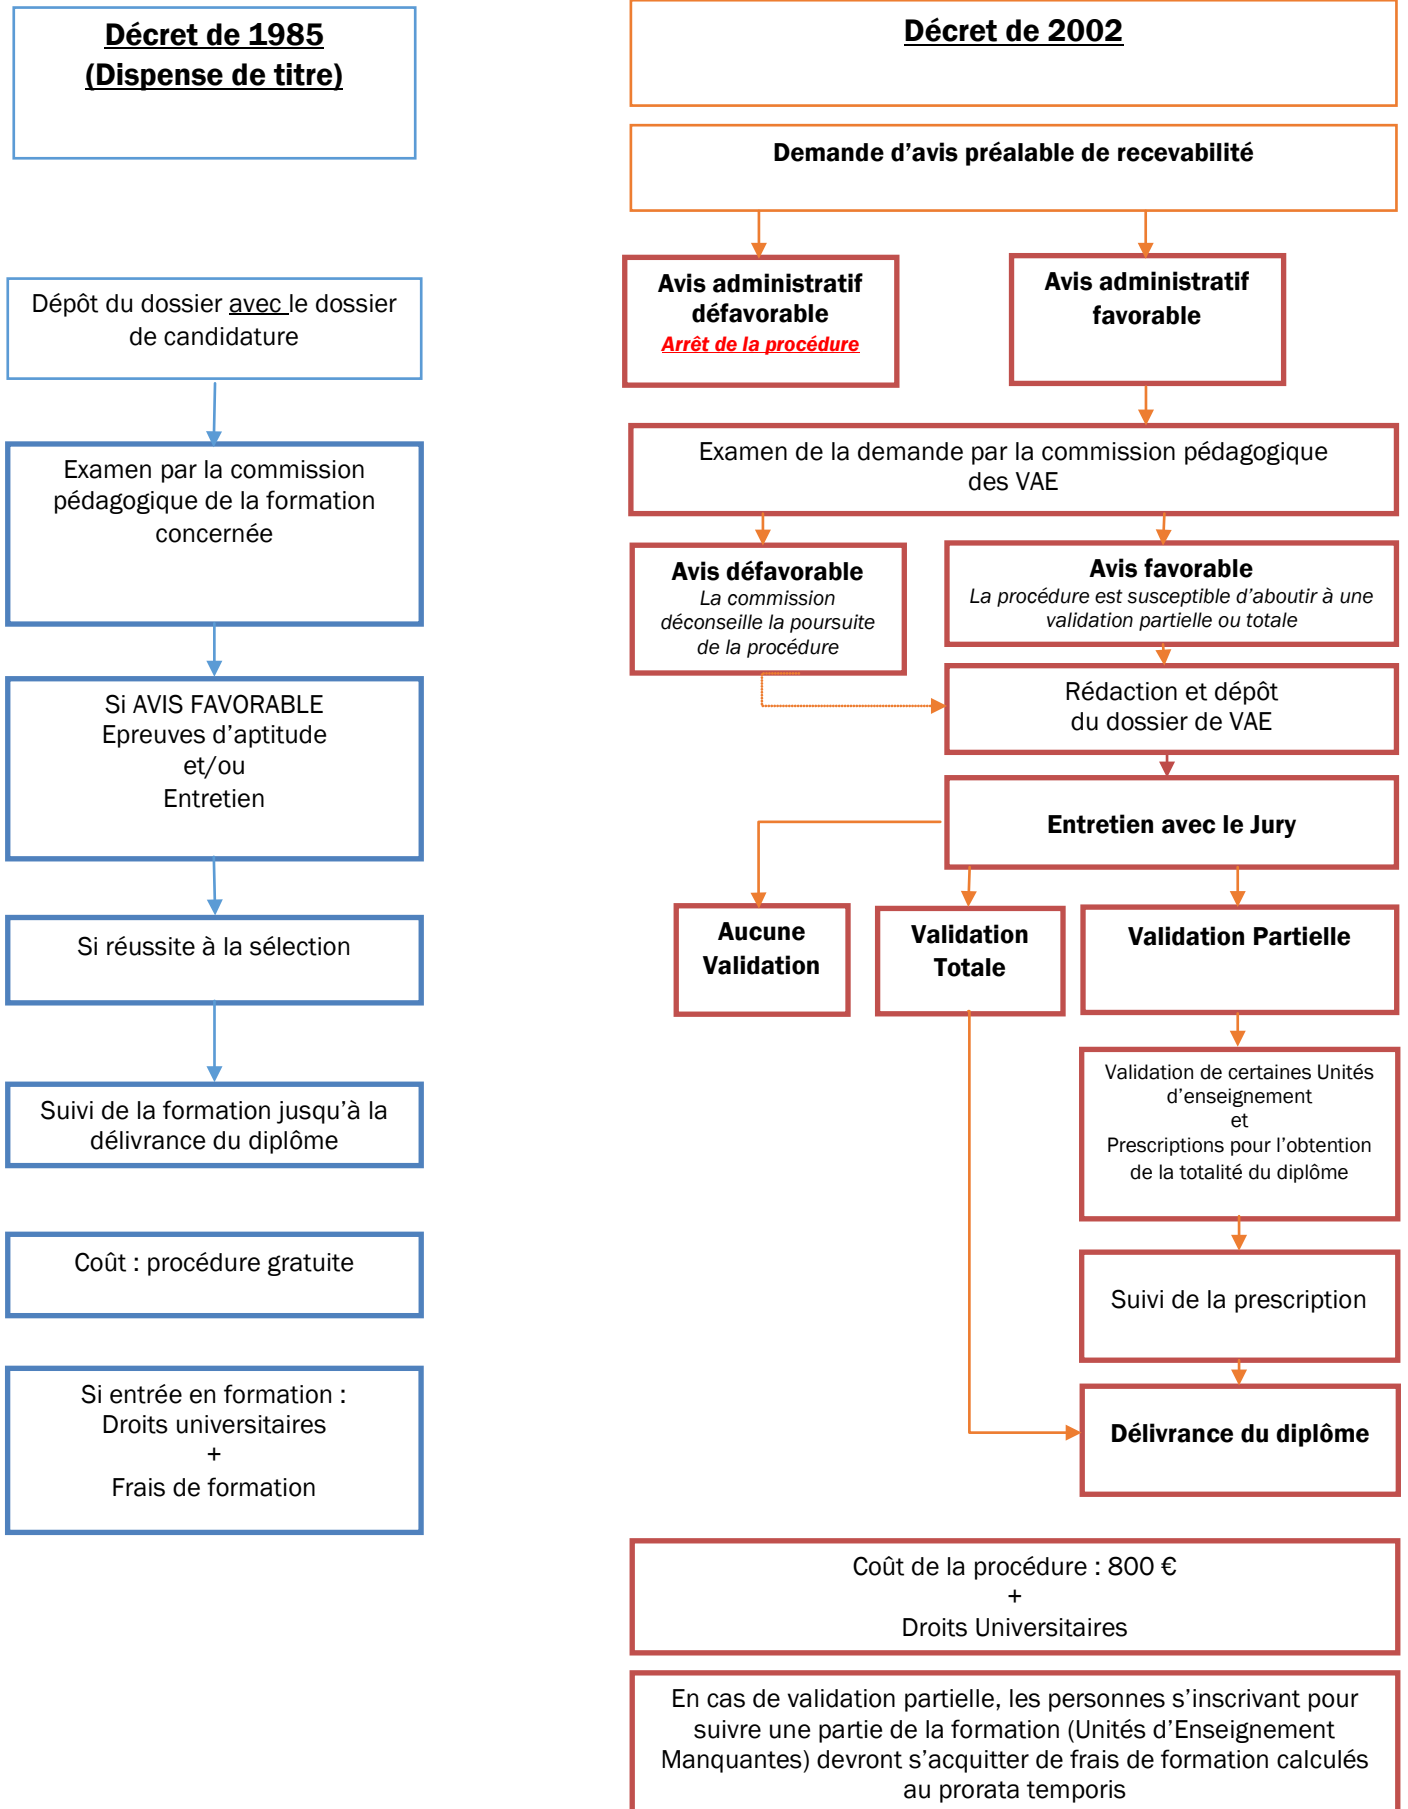 Décret de 1985
(Dispense de titre)
Dépôt du dossier avec le dossier
de candidature
Examen par la commission
pédagogique de la formation
concernée
Si AVIS FAVORABLE
Epreuves d’aptitude
et/ou
Entretien
Si réussite à la sélection
Suivi de la formation jusqu’à la
délivrance du diplôme
Coût : procédure gratuite
Si entrée en formation :
Droits universitaires
+
Frais de formation
Décret de 2002
Demande d’avis préalable de recevabilité
Avis administratif
défavorable
Arrêt de la procédure
Avis administratif
favorable
Examen de la demande par la commission pédagogique
des VAE
Avis défavorable
La commission
déconseille la poursuite
de la procédure
Avis favorable
La procédure est susceptible d’aboutir à une
validation partielle ou totale
Rédaction et dépôt
du dossier de VAE
Entretien avec le Jury
Aucune
Validation
Validation
Totale
Validation Partielle
Validation de certaines Unités
d’enseignement
et
Prescriptions pour l’obtention
de la totalité du diplôme
Suivi de la prescription
Délivrance du diplôme
Coût de la procédure : 800 €
+
Droits Universitaires
En cas de validation partielle, les personnes s’inscrivant pour
suivre une partie de la formation (Unités d’Enseignement
Manquantes) devront s’acquitter de frais de formation calculés
au prorata temporis